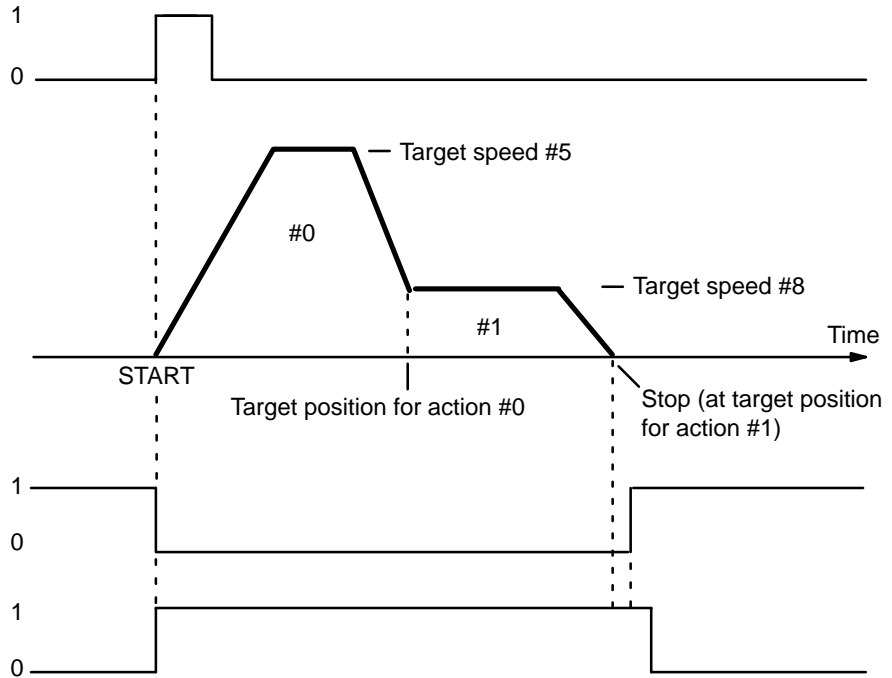 1
0
Target speed #5
#0
Target speed #8
#1
Time
START
Target position for action #0
Stop (at target position
for action #1)
1
0
1
0